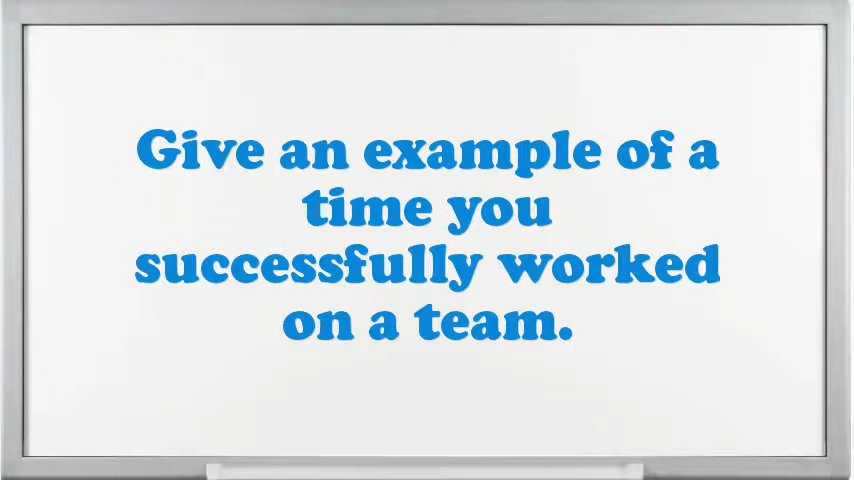 Give an example of a
time you
successfully worked
on a team.